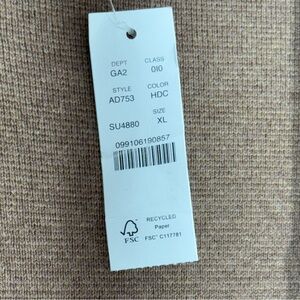 DEPT CLASS
GA2 0I0
STYLE COLOR
AD753 HDC
SIZE
SU4880 XL
099106190857
RECYCLED
Paper
FSC
FSC® C117781